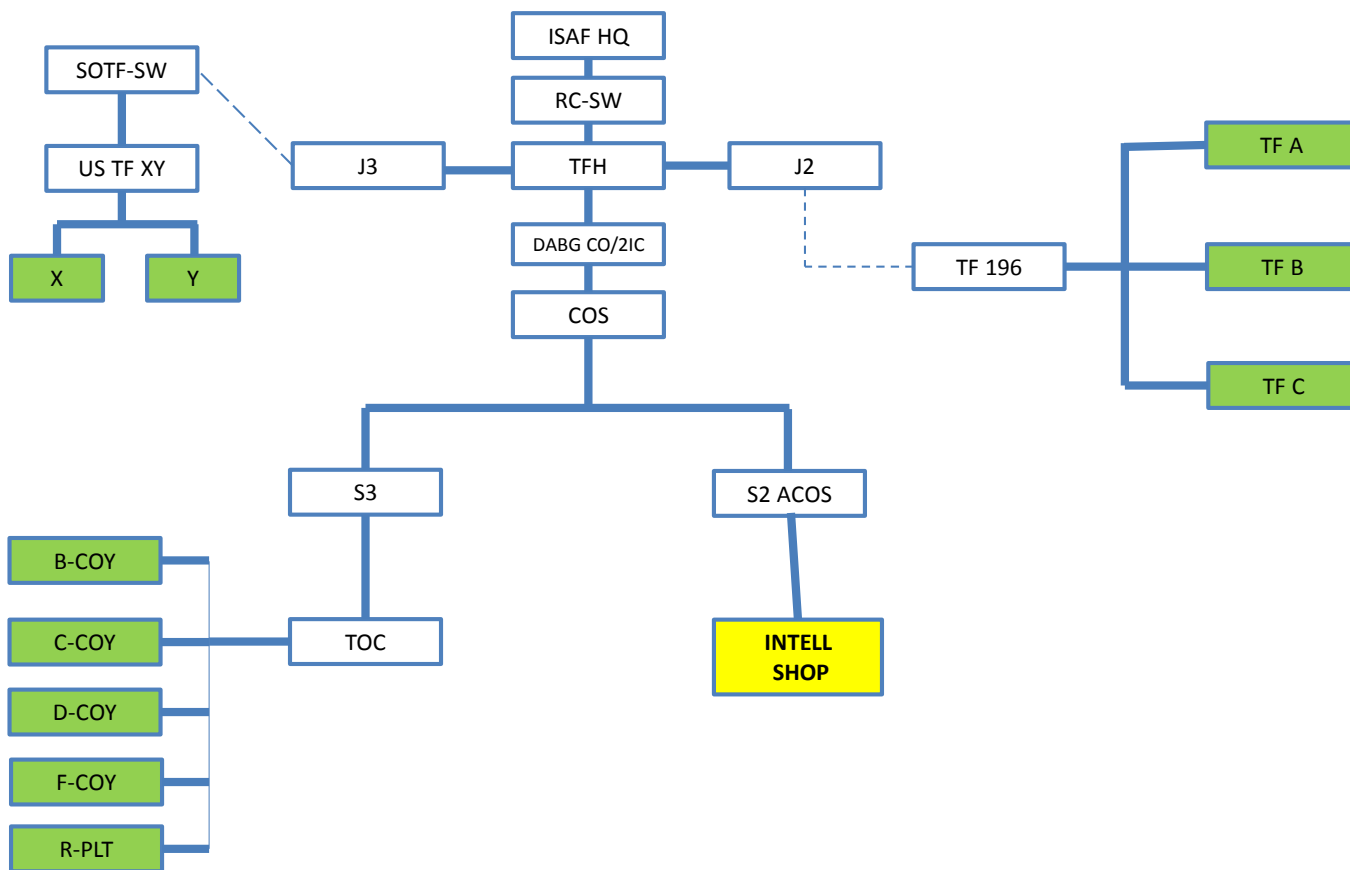 ISAF HQ
SOTF-SW
RC-SW
TF A
US TF XY
J3
TFH
J2
DABG CO/2IC
X
Y
TF 196
TF B
COS
TF C
S3
S2 ACOS
B-COY
C-COY
TOC
INTELL
SHOP
D-COY
F-COY
R-PLT